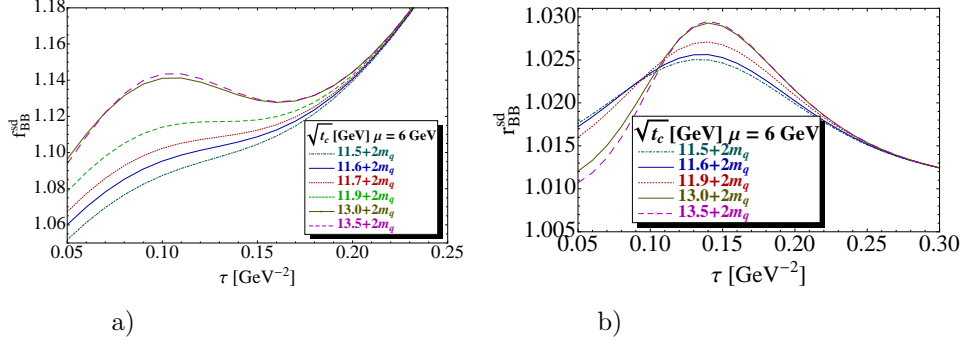 1.18
1.16
1.14
1.12
1.10
1.08
1.06
f_BB^sd
√t_c [GeV] μ = 6 GeV
11.5+2m_q
11.6+2m_q
11.7+2m_q
11.9+2m_q
13.0+2m_q
13.5+2m_q
0.05 0.10 0.15 0.20 0.25
τ [GeV⁻²]
a)
1.030
1.025
1.020
1.015
1.010
1.005
r_BB^sd
√t_c [GeV] μ = 6 GeV
11.5+2m_q
11.6+2m_q
11.9+2m_q
13.0+2m_q
13.5+2m_q
0.05 0.10 0.15 0.20 0.25 0.30
τ [GeV⁻²]
b)